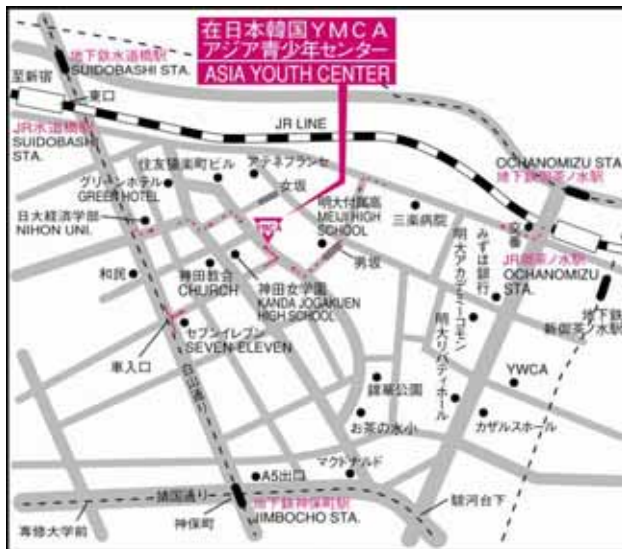 在日本韓国YMCA
アジア青少年センター
ASIA YOUTH CENTER
地下鉄水道橋駅
SUIDOBASHI STA.
至新宿
東口
JR LINE
JR水道橋駅
SUIDOBASHI
STA.
OCHANOMIZU STA.
地下鉄御茶ノ水駅
住友猿楽町ビル
アテネフランセ
グリーンホテル
GREEN HOTEL
女坂
明大付属高
MEIJI HIGH
SCHOOL
三楽病院
交番
日大経済学部
NIHON UNI.
YMCA
男坂
みずほ銀行
JR御茶ノ水駅
OCHANOMIZU
STA.
和民
神田教会
CHURCH
神田女学園
KANDA JOGAKUEN
HIGH SCHOOL
明大アカデミーコモン
地下鉄
新御茶ノ水駅
セブンイレブン
SEVEN-ELEVEN
車入口
白山通り
明大リバティホール
錦華公園
YWCA
お茶の水小
カザルスホール
A5出口
マクドナルド
靖国通り
地下鉄神保町駅
JIMBOCHO STA.
駿河台下
専修大学前
神保町